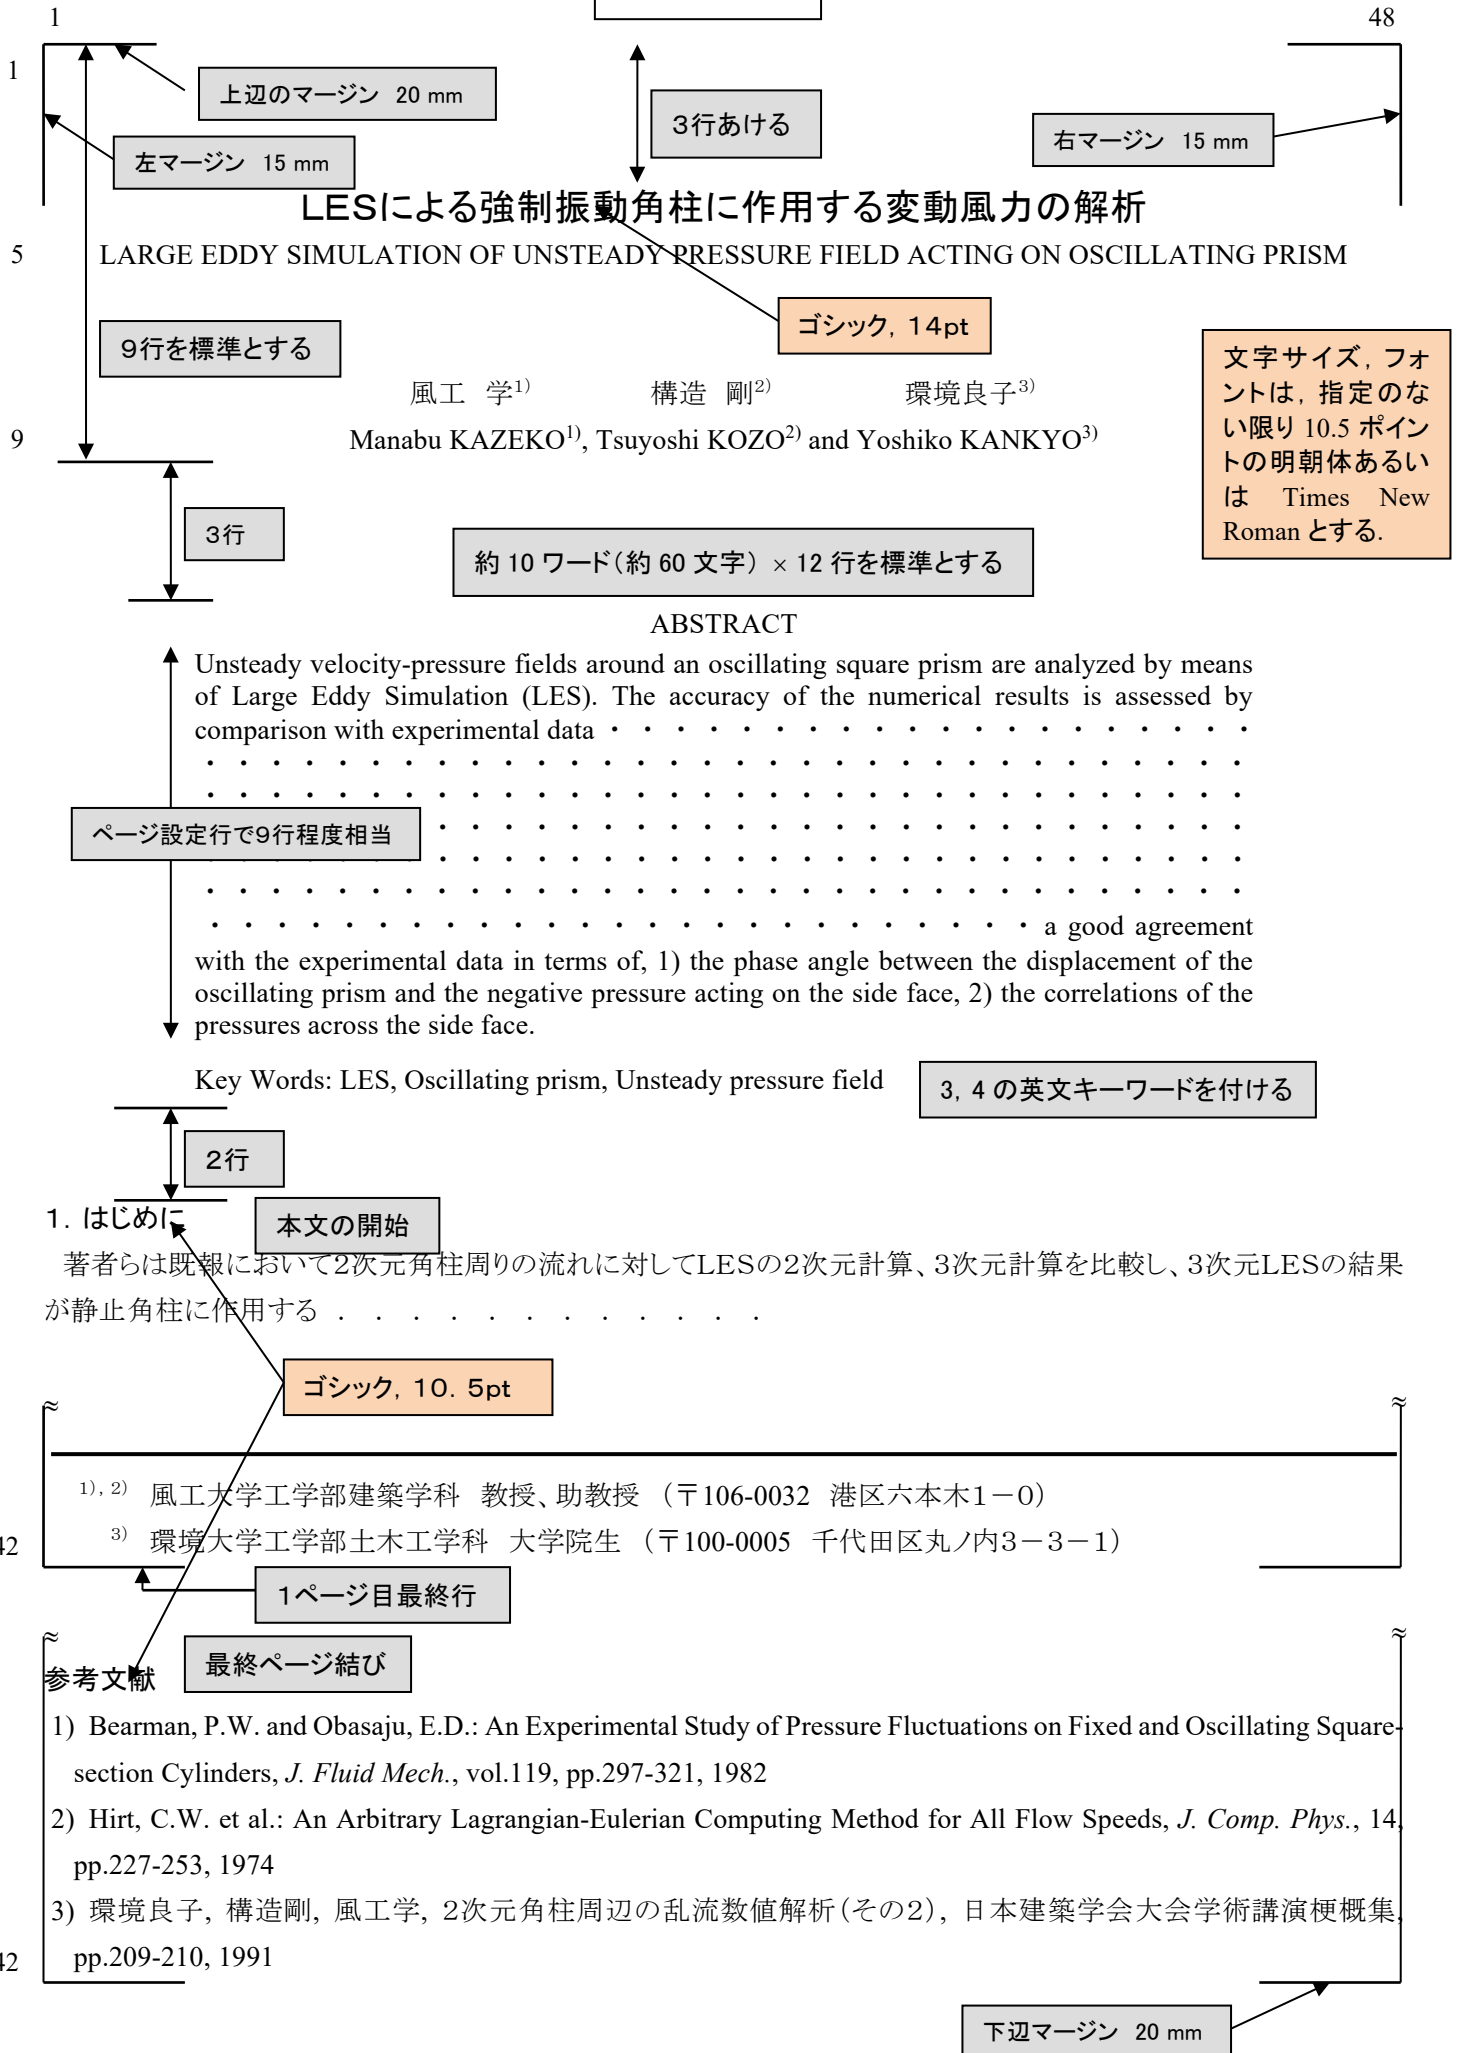 1
48
1
上辺のマージン 20 mm
3行あける
左マージン 15 mm
右マージン 15 mm
LESによる強制振動角柱に作用する変動風力の解析
5
LARGE EDDY SIMULATION OF UNSTEADY PRESSURE FIELD ACTING ON OSCILLATING PRISM
ゴシック，14pt
9行を標準とする
文字サイズ，フォ
ントは，指定のな
い限り 10.5 ポイン
トの明朝体あるい
は Times New
Roman とする．
風工 学1) 構造 剛2) 環境良子3)
9
Manabu KAZEKO1), Tsuyoshi KOZO2) and Yoshiko KANKYO3)
3行
約 10 ワード（約 60 文字） × 12 行を標準とする
ABSTRACT
Unsteady velocity-pressure fields around an oscillating square prism are analyzed by means
of Large Eddy Simulation (LES). The accuracy of the numerical results is assessed by
comparison with experimental data・・・・・・・・・・・・・・・・・・・・
・・・・・・・・・・・・・・・・・・・・・・・・・・・・・・・・
・・・・・・・・・・・・・・・・・・・・・・・・・・・・・・・・
ページ設定行で9行程度相当
・・・・・・・・・・・・・・・・・・・・・・・・・
・・・・・・・・・・・・・・・・・・・・・・・・・・・・・・・・
・・・・・・・・・・・・・・・・・・・・・・・・・・・・・・・・
・・・・・・・・・・・・・・・・・・・・・・・・・ a good agreement
with the experimental data in terms of, 1) the phase angle between the displacement of the
oscillating prism and the negative pressure acting on the side face, 2) the correlations of the
pressures across the side face.
Key Words: LES, Oscillating prism, Unsteady pressure field
3，4 の英文キーワードを付ける
2行
1．はじめに
本文の開始
著者らは既報において2次元角柱周りの流れに対してLESの2次元計算、3次元計算を比較し、3次元LESの結果
が静止角柱に作用する . . . . . . . . . . . .
ゴシック，10．5pt
≈ ≈
1), 2) 風工大学工学部建築学科 教授、助教授 （〒106-0032 港区六本木1－0）
3) 環境大学工学部土木工学科 大学院生 （〒100-0005 千代田区丸ノ内3－3－1）
42
1ページ目最終行
≈ ≈
最終ページ結び
参考文献
1) Bearman, P.W. and Obasaju, E.D.: An Experimental Study of Pressure Fluctuations on Fixed and Oscillating Square-
section Cylinders, J. Fluid Mech., vol.119, pp.297-321, 1982
2) Hirt, C.W. et al.: An Arbitrary Lagrangian-Eulerian Computing Method for All Flow Speeds, J. Comp. Phys., 14,
pp.227-253, 1974
3) 環境良子，構造剛，風工学，2次元角柱周辺の乱流数値解析（その2），日本建築学会大会学術講演梗概集，
pp.209-210, 1991
42
下辺マージン 20 mm